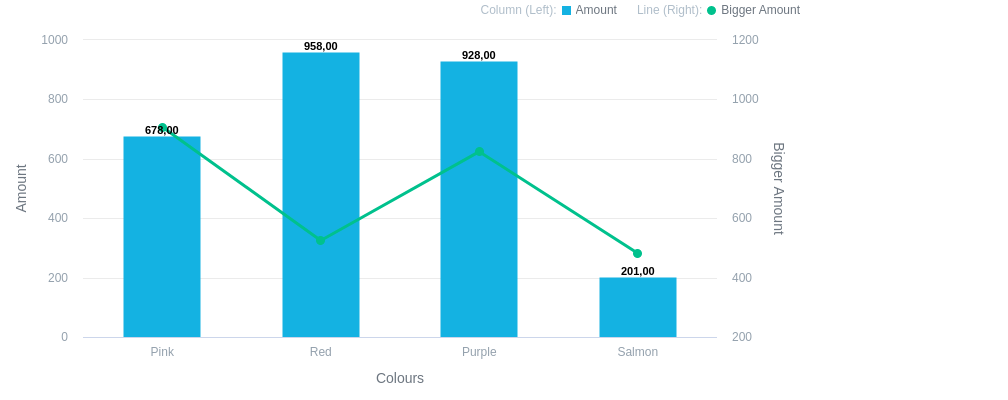 Column (Left): Amount Line (Right): Bigger Amount
1000 1200
958,00
928,00
800 1000
678,00
600 800
Amount
Bigger Amount
400 600
201,00
200 400
0 200
Pink Red Purple Salmon
Colours